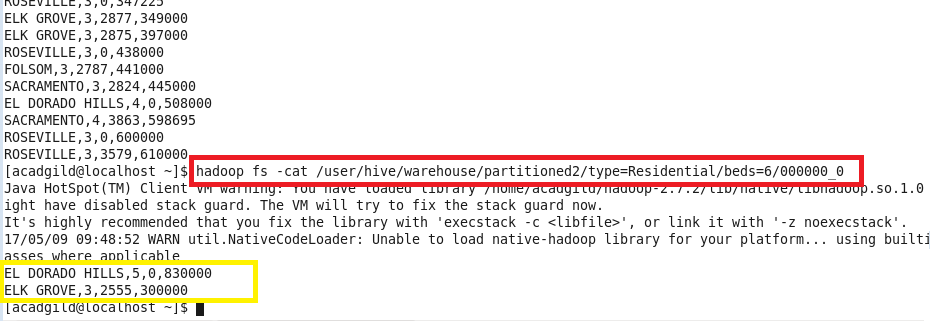 ROSEVILLE,3,0,347225
ELK GROVE,3,2877,349000
ELK GROVE,3,2875,397000
ROSEVILLE,3,0,438000
FOLSOM,3,2787,441000
SACRAMENTO,3,2824,445000
EL DORADO HILLS,4,0,508000
SACRAMENTO,4,3863,598695
ROSEVILLE,3,0,600000
ROSEVILLE,3,3579,610000
[acadgild@localhost ~]$ hadoop fs -cat /user/hive/warehouse/partitioned2/type=Residential/beds=6/000000_0
Java HotSpot(TM) Client VM warning: You have loaded library /home/acadgild/hadoop-2.7.2/lib/native/libhadoop.so.1.0
ight have disabled stack guard. The VM will try to fix the stack guard now.
It's highly recommended that you fix the library with 'execstack -c <libfile>', or link it with '-z noexecstack'.
17/05/09 09:48:52 WARN util.NativeCodeLoader: Unable to load native-hadoop library for your platform... using builti
asses where applicable
EL DORADO HILLS,5,0,830000
ELK GROVE,3,2555,300000
[acadgild@localhost ~]$